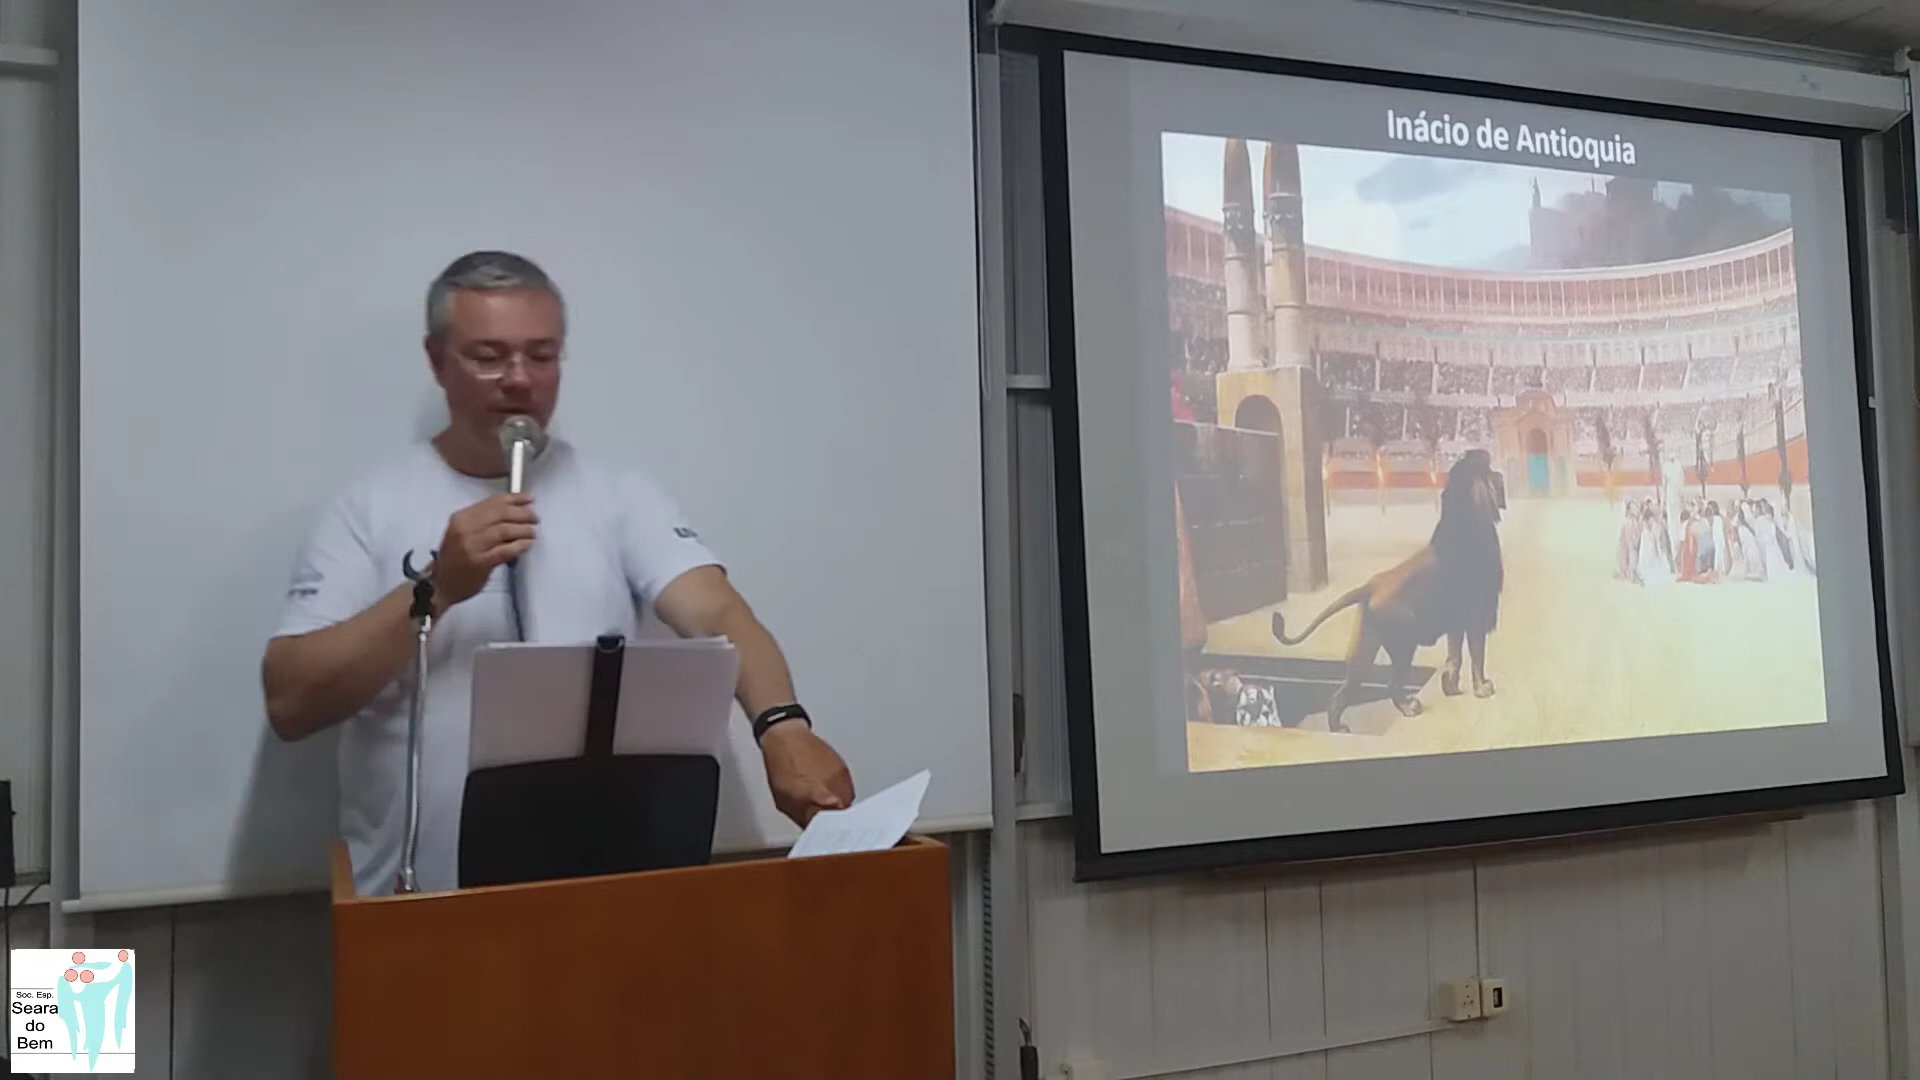 Inácio de Antioquia
Soc. Esp.
Seara
do
Bem